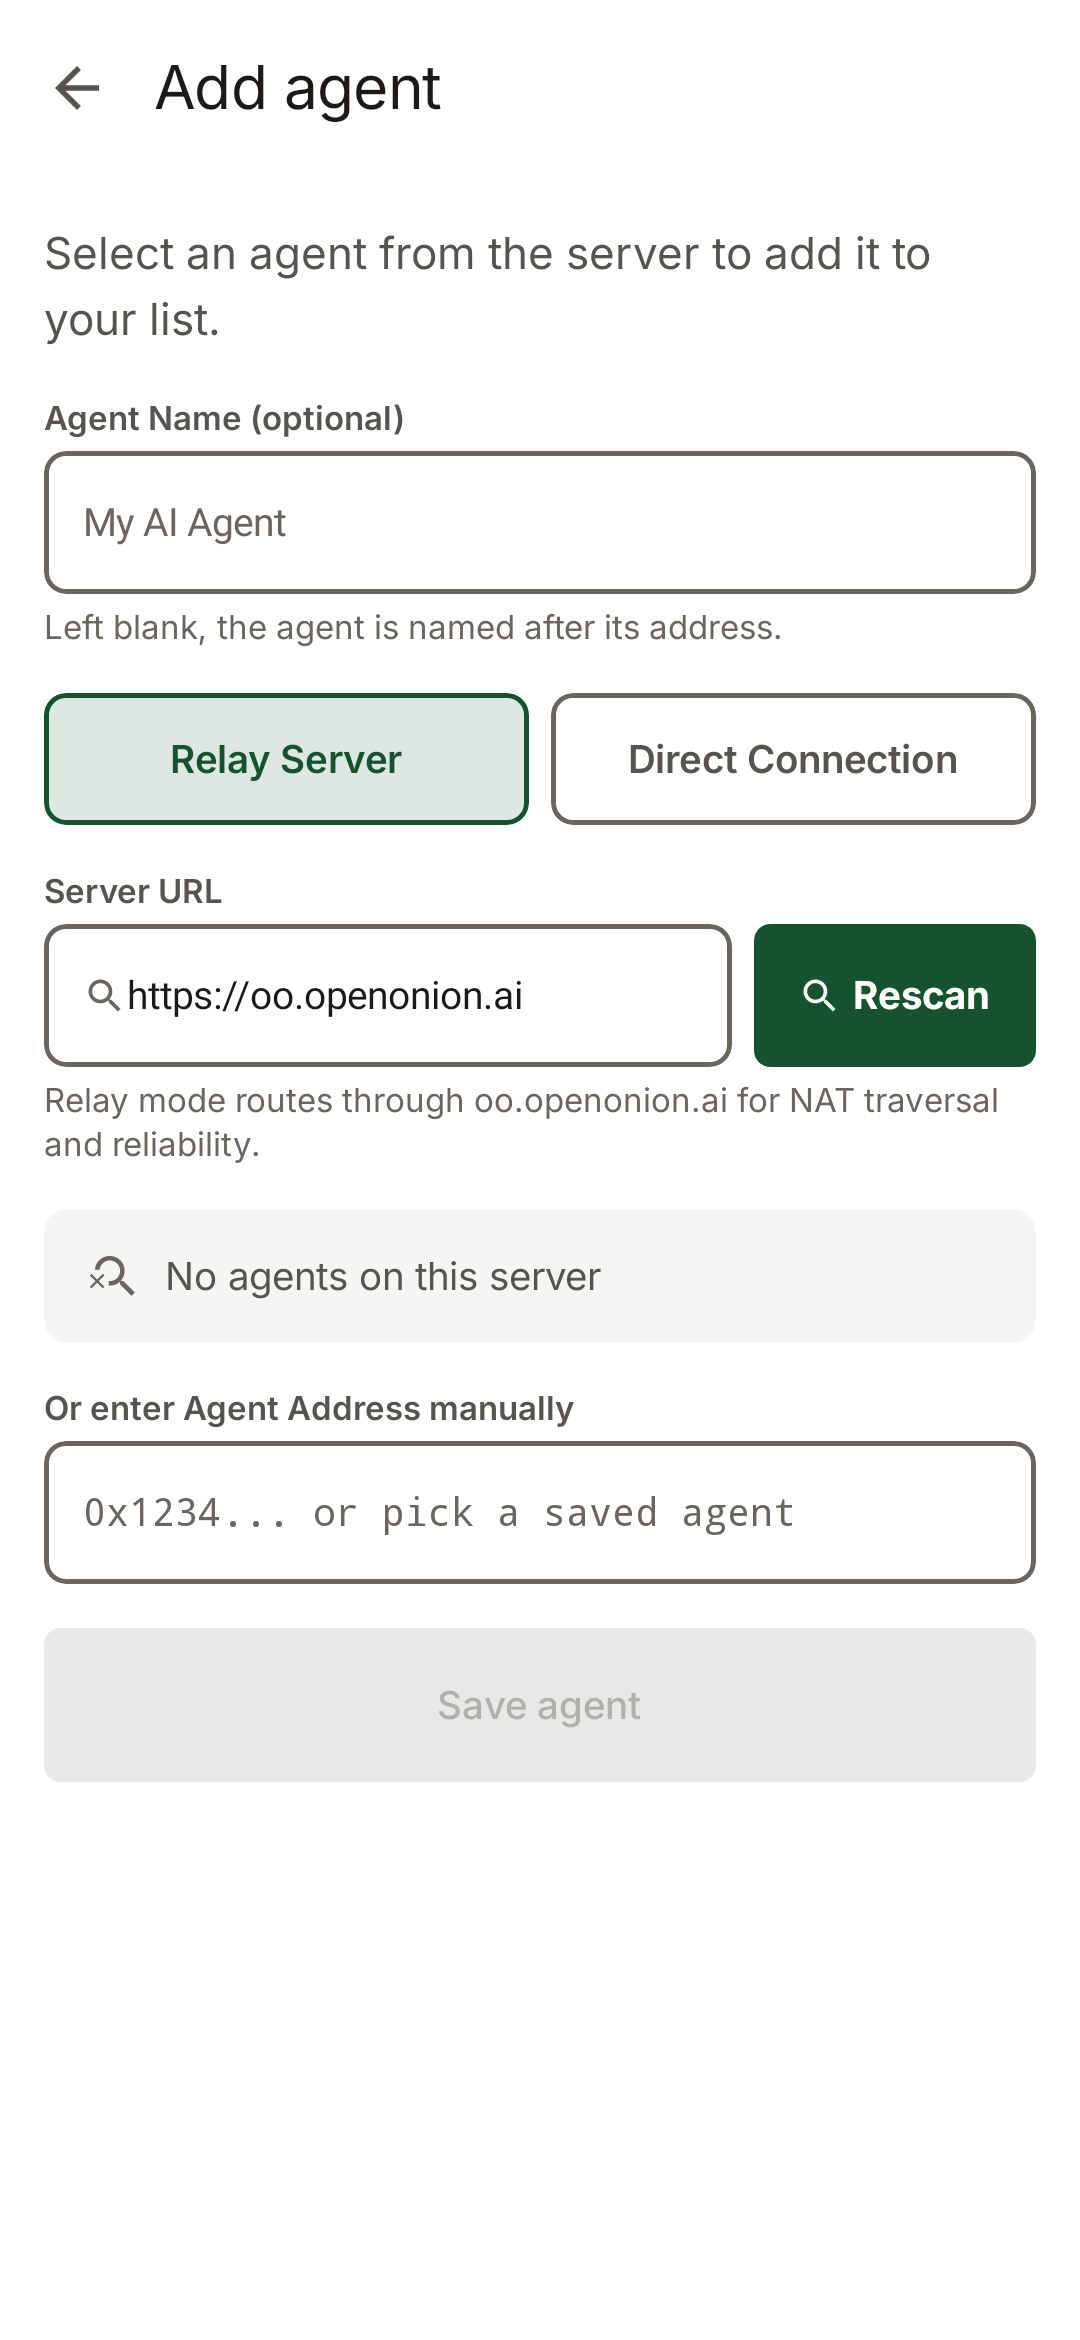 Add agent
Select an agent from the server to add it to
your list.
Agent Name (optional)
My AI Agent
Left blank, the agent is named after its address.
Relay Server
Direct Connection
Server URL
https://oo.openonion.ai
Rescan
Relay mode routes through oo.openonion.ai for NAT traversal
and reliability.
No agents on this server
Or enter Agent Address manually
0x1234... or pick a saved agent
Save agent